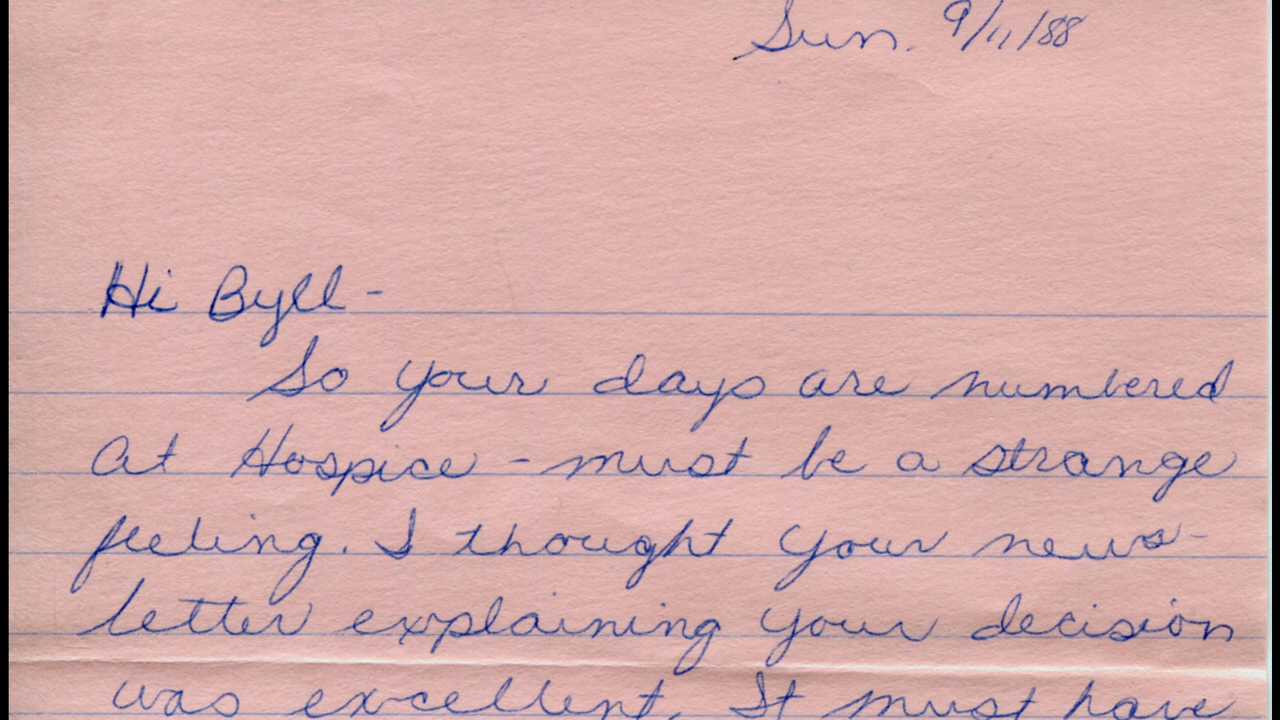 Sun. 9/11/88
Hi Byll -
So your days are numbered
at Hospice - must be a strange
feeling. I thought your news-
letter explaining your decision
was excellent. It must have